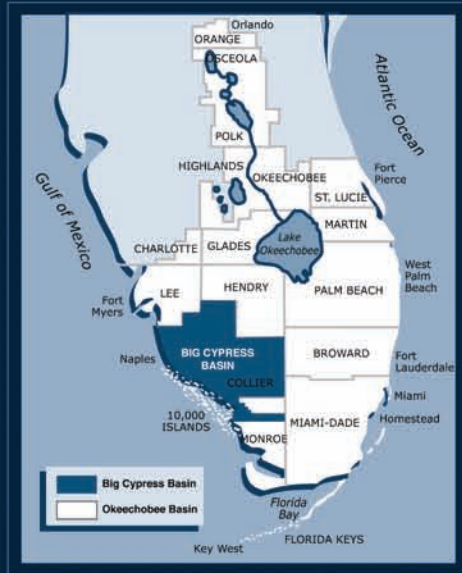 Orlando
ORANGE
OSCEOLA
Atlantic Ocean
POLK
HIGHLANDS
OKEECHOBEE
Fort
Pierce
ST. LUCIE
Gulf of Mexico
MARTIN
CHARLOTTE
GLADES
Lake
Okeechobee
West
Palm
Beach
LEE
HENDRY
PALM BEACH
Fort
Myers
BIG CYPRESS
BASIN
BROWARD
Fort
Lauderdale
Naples
COLLIER
Miami
10,000
ISLANDS
MIAMI-DADE
Homestead
MONROE
Big Cypress Basin
Okeechobee Basin
Florida
Bay
FLORIDA KEYS
Key West